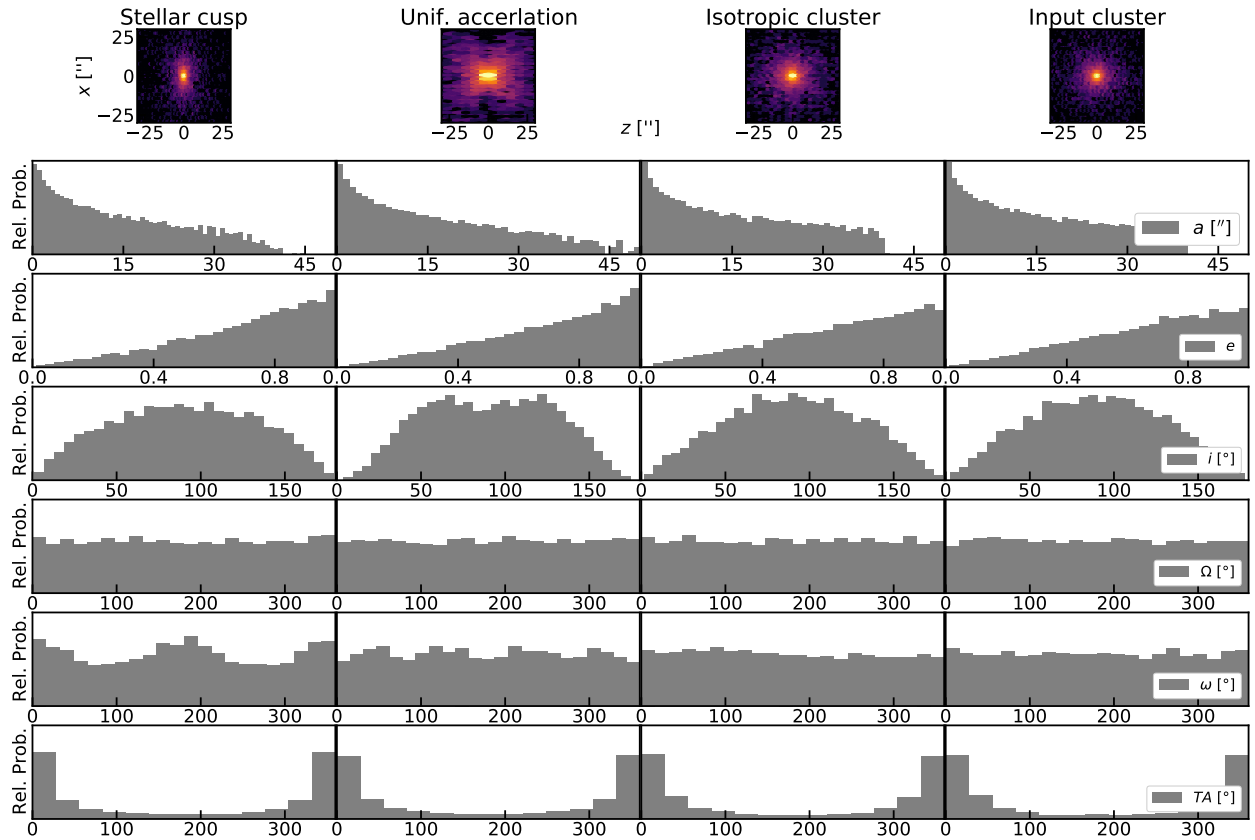 Stellar cusp Unif. accerlation Isotropic cluster Input cluster
25
0
−25
x ['']
−25 0 25 −25 0 25 −25 0 25 −25 0 25
z ['']
Rel. Prob.
a ['']
0 15 30 45 0 15 30 45 0 15 30 45 0 15 30 45
Rel. Prob.
e
0.0 0.4 0.8 0.0 0.4 0.8 0.0 0.4 0.8 0.0 0.4 0.8
Rel. Prob.
i [°]
0 50 100 150 0 50 100 150 0 50 100 150 0 50 100 150
Rel. Prob.
Ω [°]
0 100 200 300 0 100 200 300 0 100 200 300 0 100 200 300
Rel. Prob.
ω [°]
0 100 200 300 0 100 200 300 0 100 200 300 0 100 200 300
Rel. Prob.
TA [°]
0 100 200 300 0 100 200 300 0 100 200 300 0 100 200 300